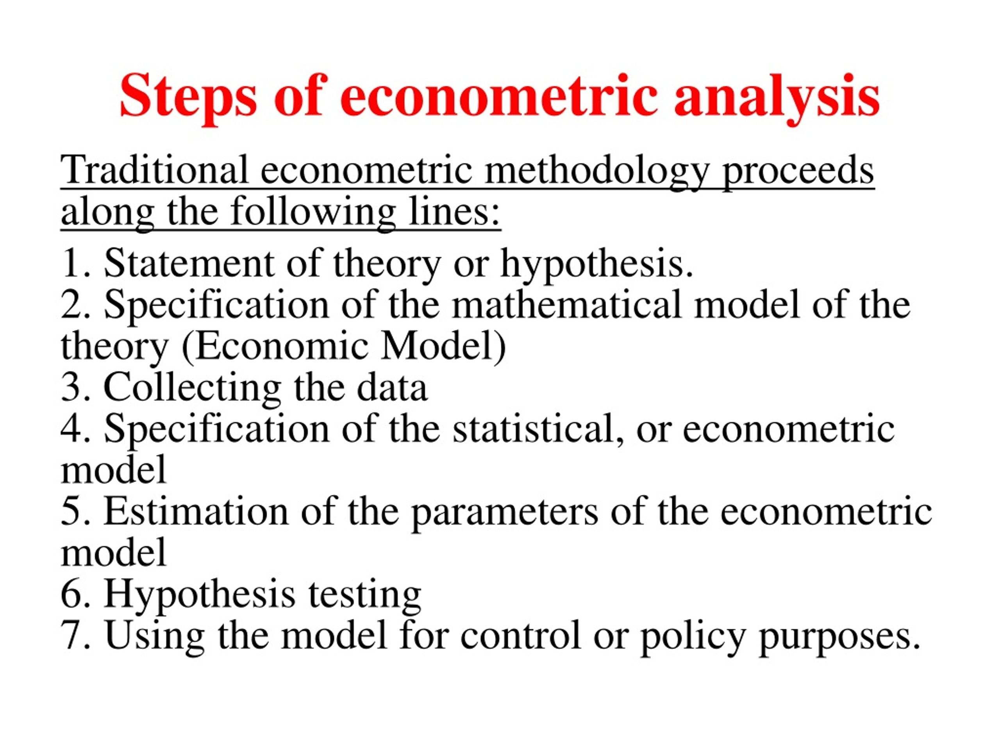 Steps of econometric analysis
Traditional econometric methodology proceeds
along the following lines:
1. Statement of theory or hypothesis.
2. Specification of the mathematical model of the
theory (Economic Model)
3. Collecting the data
4. Specification of the statistical, or econometric
model
5. Estimation of the parameters of the econometric
model
6. Hypothesis testing
7. Using the model for control or policy purposes.